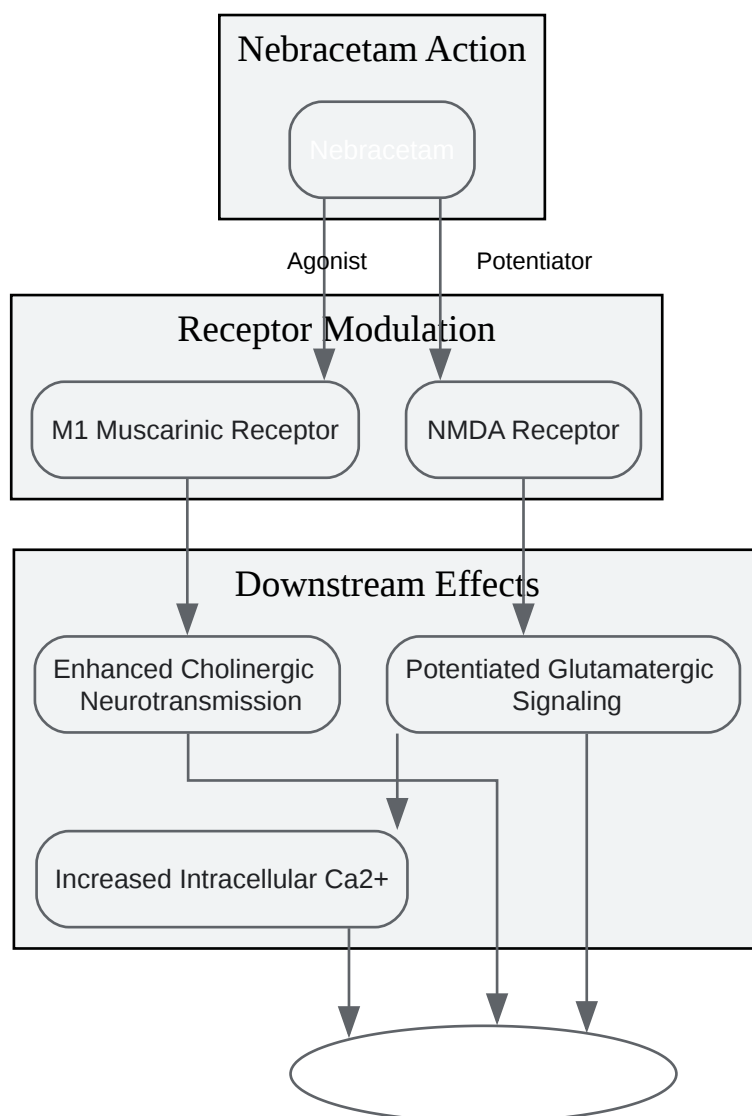 Nebracetam Action
Nebracetam
Agonist
Potentiator
Receptor Modulation
M1 Muscarinic Receptor
NMDA Receptor
Downstream Effects
Enhanced Cholinergic
Neurotransmission
Potentiated Glutamatergic
Signaling
Increased Intracellular Ca2+